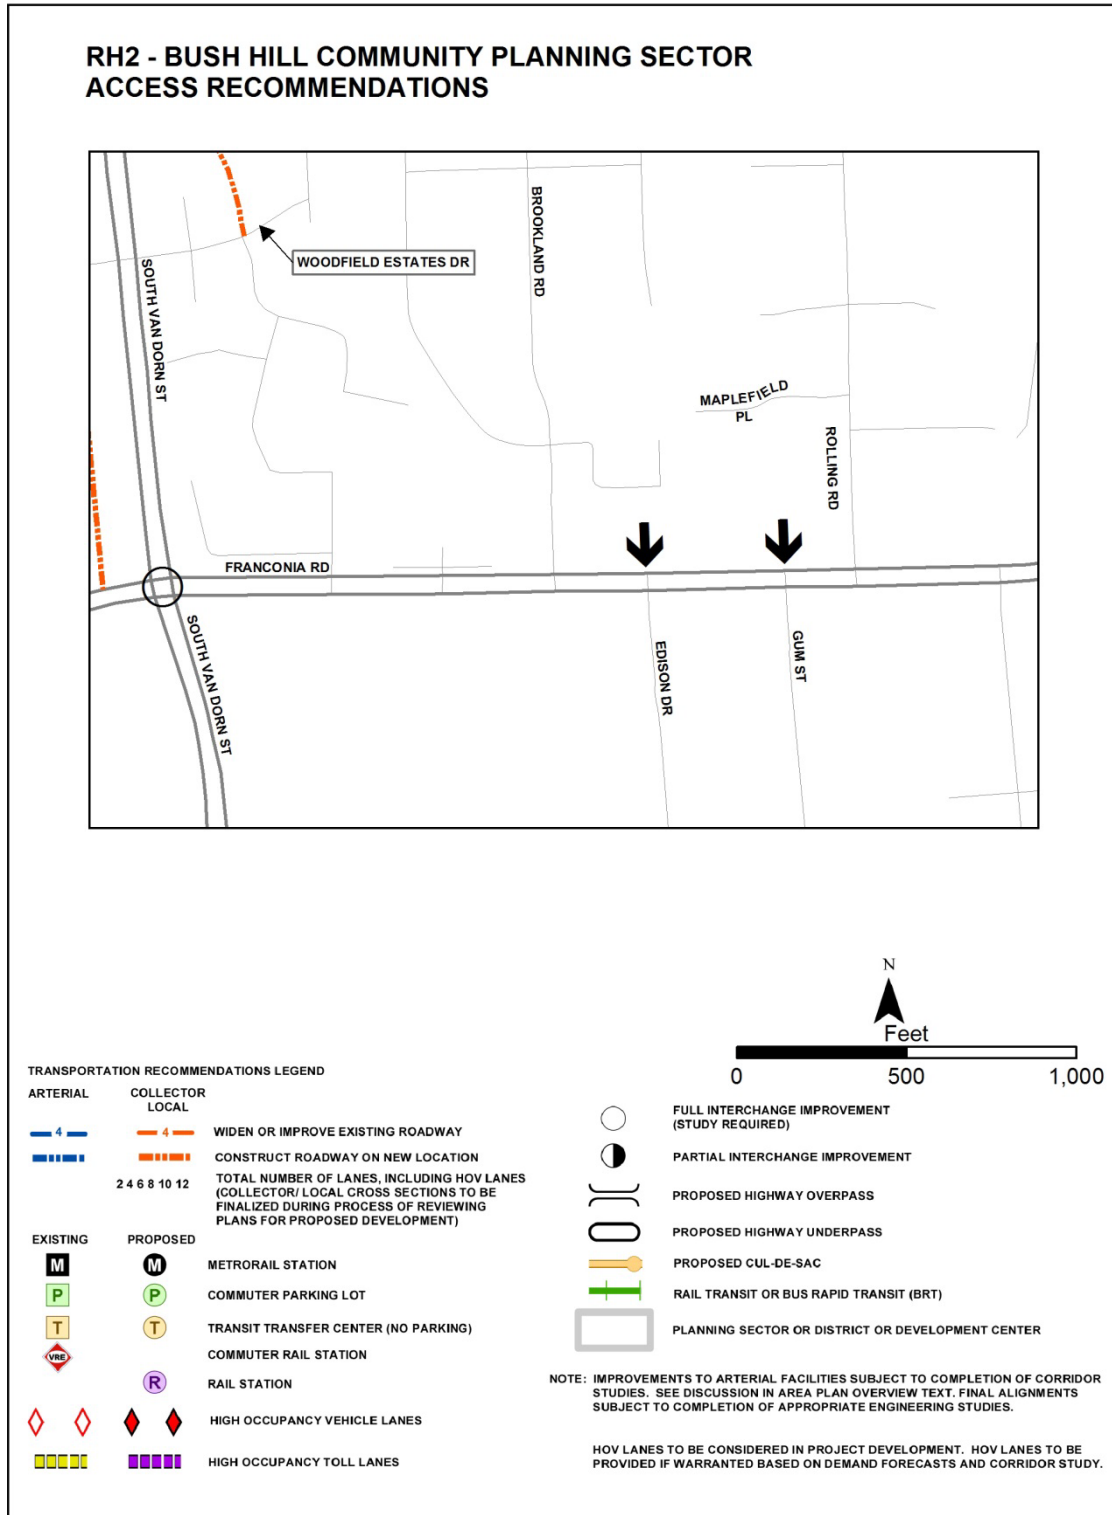 RH2 - BUSH HILL COMMUNITY PLANNING SECTOR
ACCESS RECOMMENDATIONS
WOODFIELD ESTATES DR
SOUTH VAN DORN ST
BROOKLAND RD
MAPLEFIELD
PL
ROLLING RD
FRANCONIA RD
SOUTH VAN DORN ST
EDISON DR
GUM ST
N
Feet
0 500 1,000
TRANSPORTATION RECOMMENDATIONS LEGEND
ARTERIAL COLLECTOR
LOCAL
4 4 WIDEN OR IMPROVE EXISTING ROADWAY
CONSTRUCT ROADWAY ON NEW LOCATION
2 4 6 8 10 12 TOTAL NUMBER OF LANES, INCLUDING HOV LANES
(COLLECTOR/ LOCAL CROSS SECTIONS TO BE
FINALIZED DURING PROCESS OF REVIEWING
PLANS FOR PROPOSED DEVELOPMENT)
EXISTING PROPOSED
M M METRORAIL STATION
P P COMMUTER PARKING LOT
T T TRANSIT TRANSFER CENTER (NO PARKING)
VRE COMMUTER RAIL STATION
R RAIL STATION
HIGH OCCUPANCY VEHICLE LANES
HIGH OCCUPANCY TOLL LANES
FULL INTERCHANGE IMPROVEMENT
(STUDY REQUIRED)
PARTIAL INTERCHANGE IMPROVEMENT
PROPOSED HIGHWAY OVERPASS
PROPOSED HIGHWAY UNDERPASS
PROPOSED CUL-DE-SAC
RAIL TRANSIT OR BUS RAPID TRANSIT (BRT)
PLANNING SECTOR OR DISTRICT OR DEVELOPMENT CENTER
NOTE: IMPROVEMENTS TO ARTERIAL FACILITIES SUBJECT TO COMPLETION OF CORRIDOR
STUDIES. SEE DISCUSSION IN AREA PLAN OVERVIEW TEXT. FINAL ALIGNMENTS
SUBJECT TO COMPLETION OF APPROPRIATE ENGINEERING STUDIES.
HOV LANES TO BE CONSIDERED IN PROJECT DEVELOPMENT. HOV LANES TO BE
PROVIDED IF WARRANTED BASED ON DEMAND FORECASTS AND CORRIDOR STUDY.